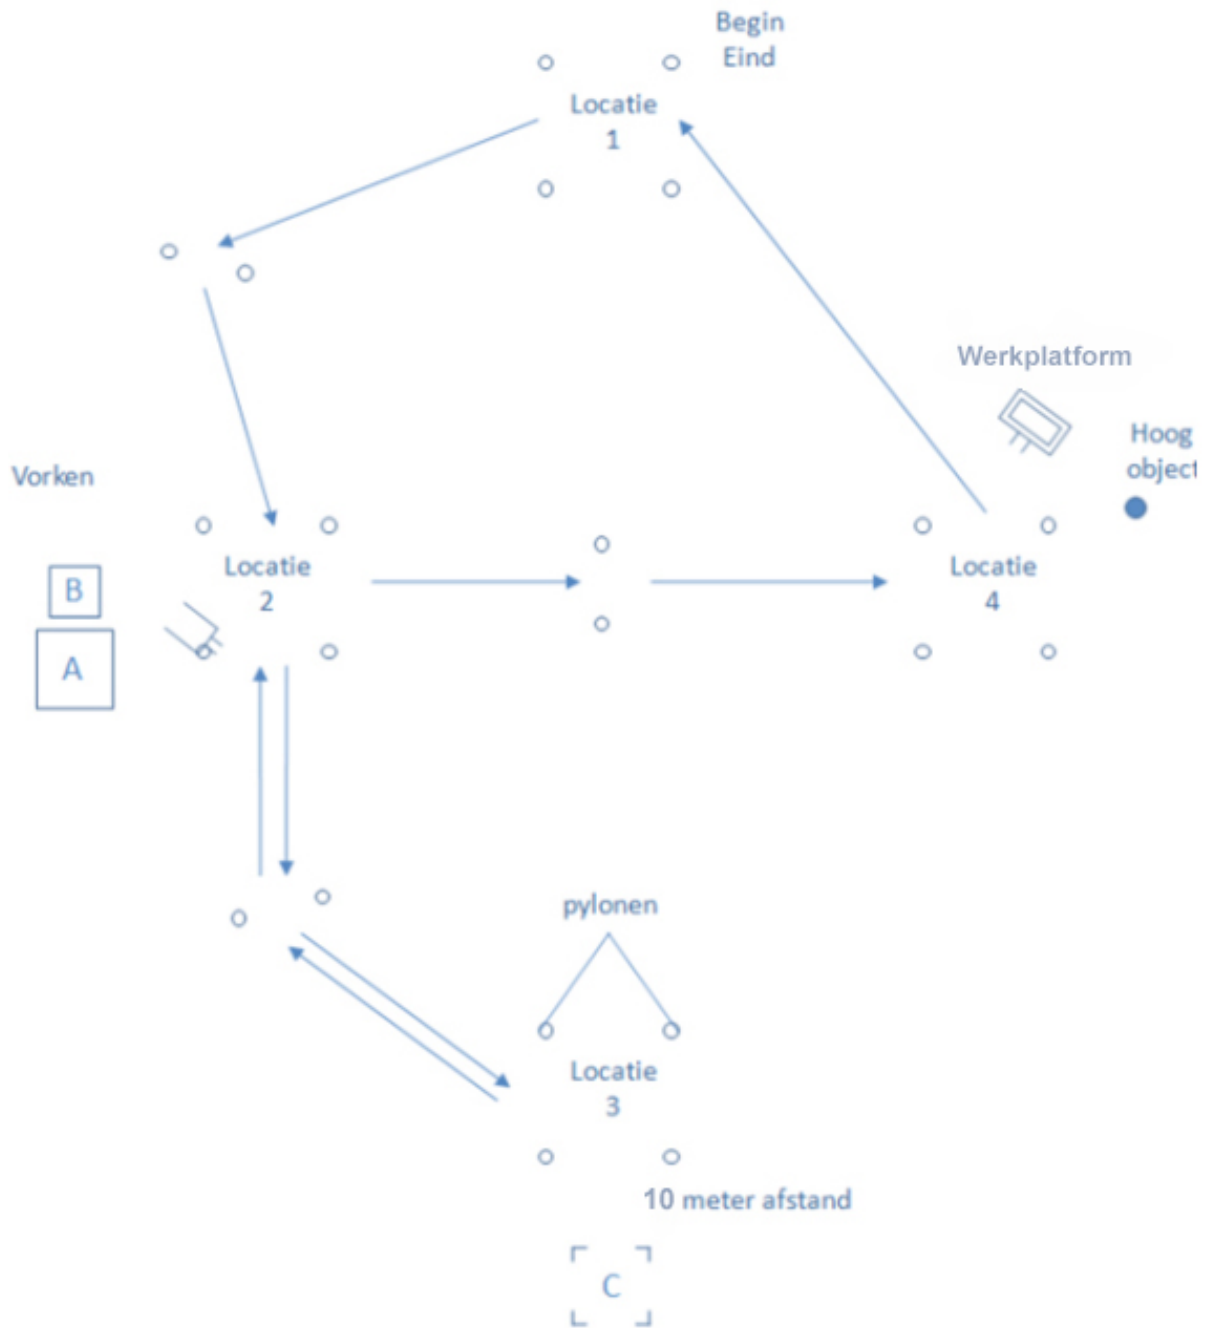 Begin
Eind
Locatie
1
Werkplatform
Hoog
object
Vorken
Locatie
2
B
A
Locatie
4
pylonen
Locatie
3
10 meter afstand
C